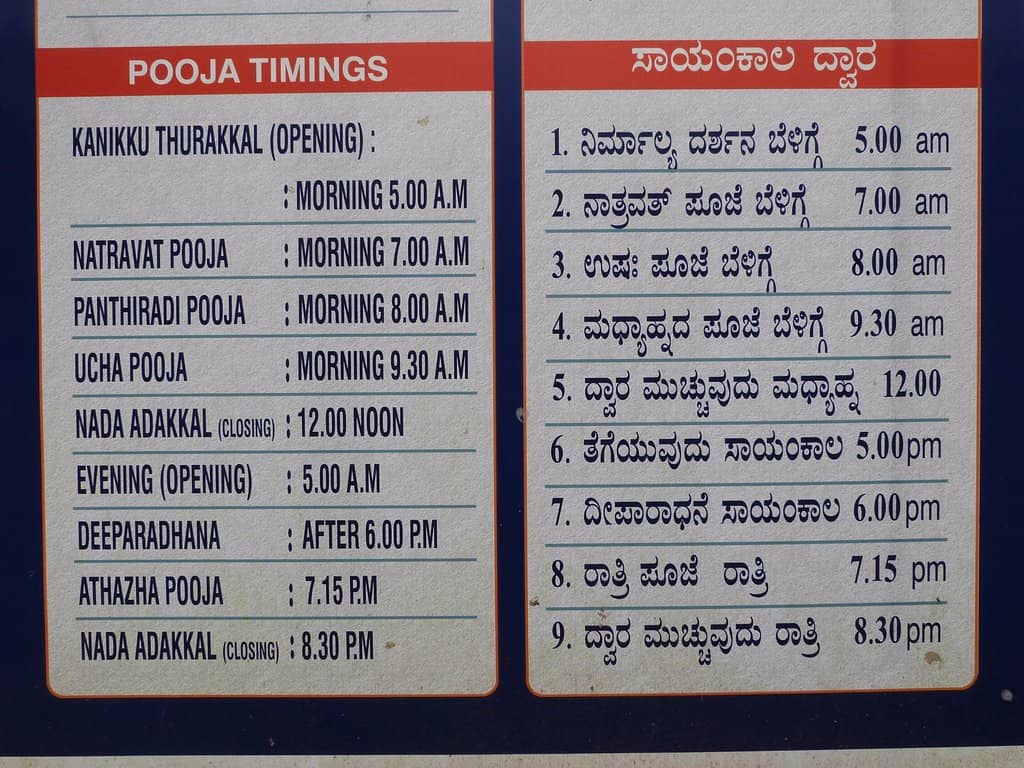 POOJA TIMINGS
KANIKKU THURAKKAL (OPENING) :
: MORNING 5.00 A.M
NATRAVAT POOJA : MORNING 7.00 A.M
PANTHIRADI POOJA : MORNING 8.00 A.M
UCHA POOJA : MORNING 9.30 A.M
NADA ADAKKAL (CLOSING) : 12.00 NOON
EVENING (OPENING) : 5.00 A.M
DEEPARADHANA : AFTER 6.00 P.M
ATHAZHA POOJA : 7.15 P.M
NADA ADAKKAL (CLOSING) : 8.30 P.M
ಸಾಯಂಕಾಲ ದ್ವಾರ
1. ನಿರ್ಮಾಲ್ಯ ದರ್ಶನ ಬೆಳಿಗ್ಗೆ 5.00 am
2. ನಾತ್ರವತ್ ಪೂಜೆ ಬೆಳಿಗ್ಗೆ 7.00 am
3. ಉಷಃ ಪೂಜೆ ಬೆಳಿಗ್ಗೆ 8.00 am
4. ಮಧ್ಯಾಹ್ನದ ಪೂಜೆ ಬೆಳಿಗ್ಗೆ 9.30 am
5. ದ್ವಾರ ಮುಚ್ಚುವುದು ಮಧ್ಯಾಹ್ನ 12.00
6. ತೆಗೆಯುವುದು ಸಾಯಂಕಾಲ 5.00pm
7. ದೀಪಾರಾಧನೆ ಸಾಯಂಕಾಲ 6.00pm
8. ರಾತ್ರಿ ಪೂಜೆ ರಾತ್ರಿ 7.15 pm
9. ದ್ವಾರ ಮುಚ್ಚುವುದು ರಾತ್ರಿ 8.30pm